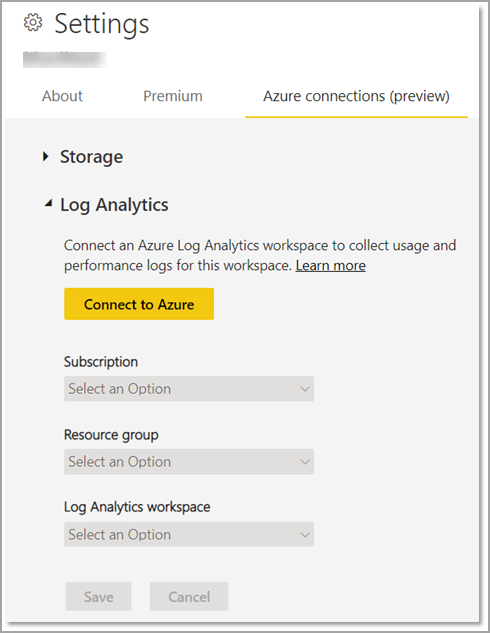 Settings
About
Premium
Azure connections (preview)
Storage
Log Analytics
Connect an Azure Log Analytics workspace to collect usage and
performance logs for this workspace. Learn more
Connect to Azure
Subscription
Select an Option
Resource group
Select an Option
Log Analytics workspace
Select an Option
Save
Cancel